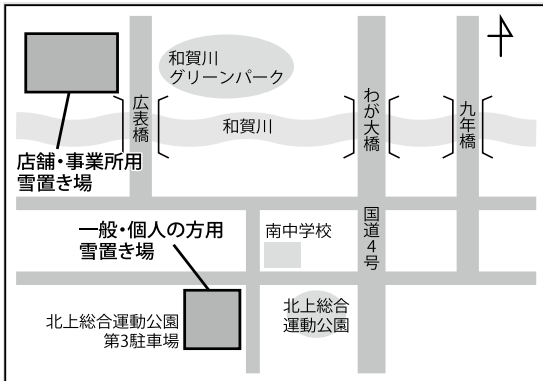 和賀川
グリーンパーク
広表橋
和賀川
わが大橋
九年橋
店舗・事業所用
雪置き場
一般・個人の方用
雪置き場
南中学校
国道4号
北上総合運動公園
第3駐車場
北上総合
運動公園